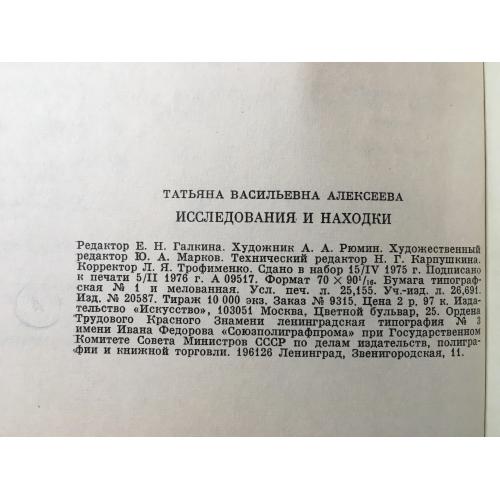 ТАТЬЯНА ВАСИЛЬЕВНА АЛЕКСЕЕВА
ИССЛЕДОВАНИЯ И НАХОДКИ
Редактор Е. Н. Галкина. Художник А. А. Рюмин. Художественный
редактор Ю. А. Марков. Технический редактор Н. Г. Карпушкина.
Корректор Л. Я. Трофименко. Сдано в набор 15/IV 1975 г. Подписано
к печати 5/II 1976 г. А 09517. Формат 70 × 90¹/₁₆. Бумага типограф-
ская № 1 и мелованная. Усл. печ. л. 25,155. Уч.-изд. л. 26,691.
Изд. № 20587. Тираж 10 000 экз. Заказ № 9315. Цена 2 р. 97 к. Изда-
тельство «Искусство», 103051 Москва, Цветной бульвар, 25. Ордена
Трудового Красного Знамени ленинградская типография № 3
имени Ивана Федорова «Союзполиграфпрома» при Государственном
Комитете Совета Министров СССР по делам издательств, полигра-
фии и книжной торговли. 196126 Ленинград, Звенигородская, 11.